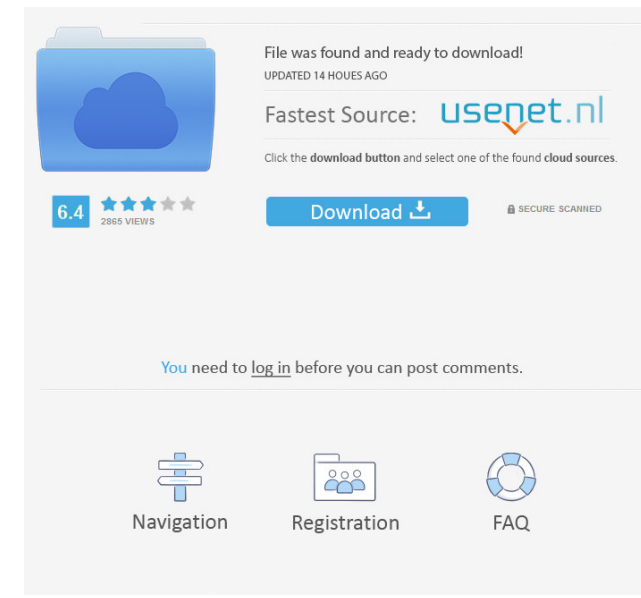 File was found and ready to download!
UPDATED 14 HOUES AGO
Fastest Source: usenet.nl
Click the download button and select one of the found cloud sources.
6.4
2865 VIEWS
Download
SECURE SCANNED
You need to log in before you can post comments.
Navigation
Registration
FAQ